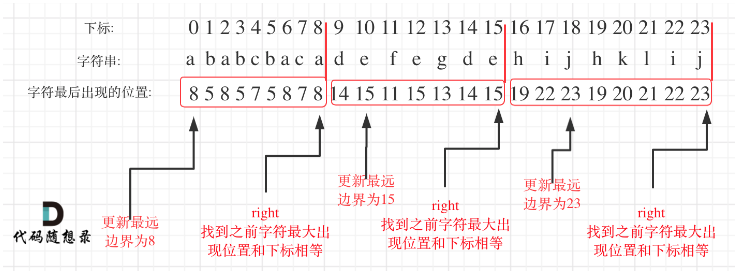 下标: 0 1 2 3 4 5 6 7 8 9 10 11 12 13 14 15 16 17 18 19 20 21 22 23
字符串: a b a b c b a c a d e f e g d e h i j h k l i j
字符最后出现的位置: 8 5 8 5 7 5 8 7 8 14 15 11 15 13 14 15 19 22 23 19 20 21 22 23
更新最远
边界为8
right
找到之前字符最大出
现位置和下标相等
更新最远
边界为15
right
找到之前字符最大出
现位置和下标相等
更新最远
边界为23
right
找到之前字符最大出
现位置和下标相等
代码随想录